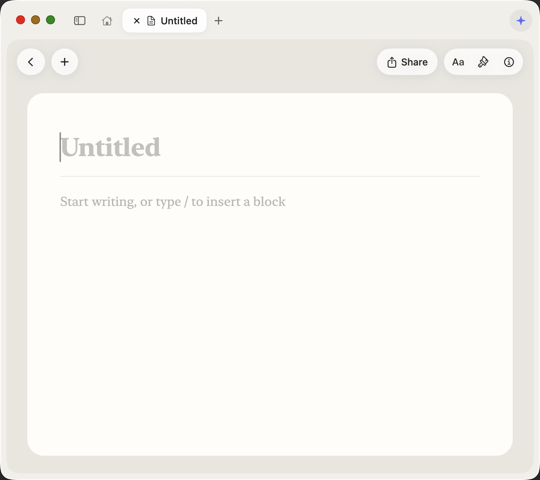 Untitled
Share
Aa
Untitled
Start writing, or type / to insert a block